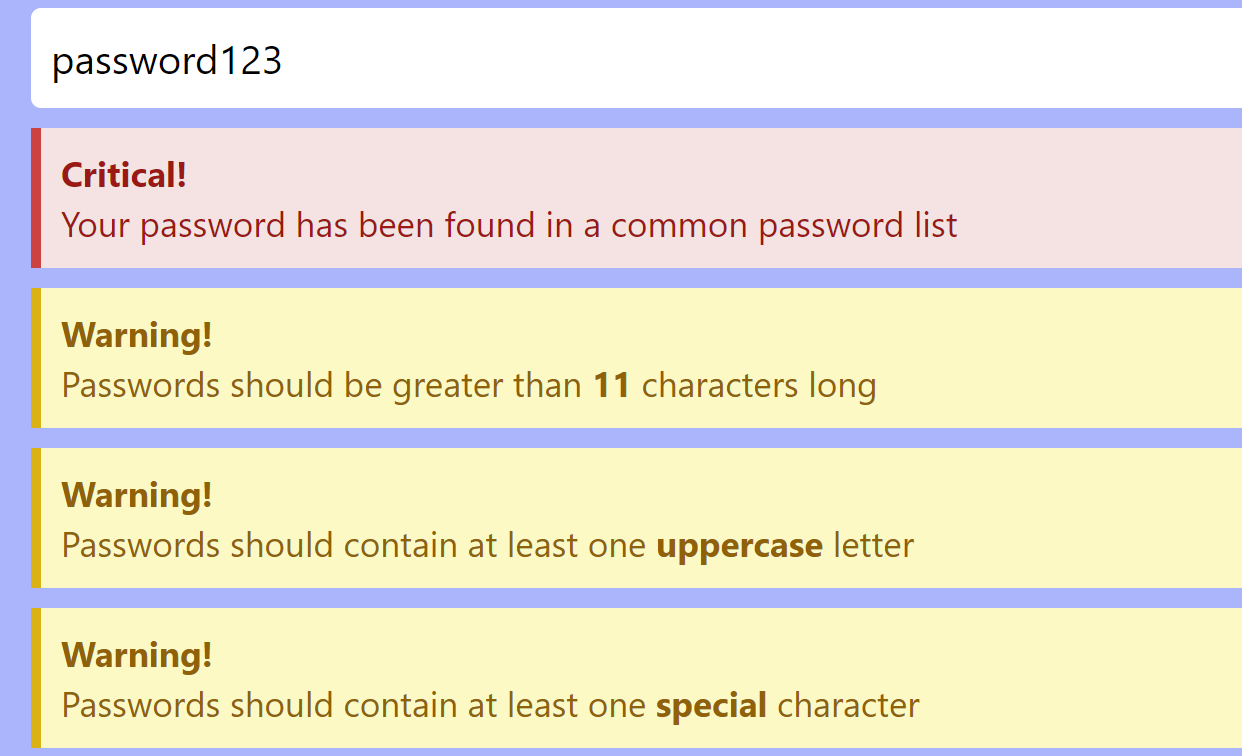 password123
Critical!
Your password has been found in a common password list
Warning!
Passwords should be greater than 11 characters long
Warning!
Passwords should contain at least one uppercase letter
Warning!
Passwords should contain at least one special character